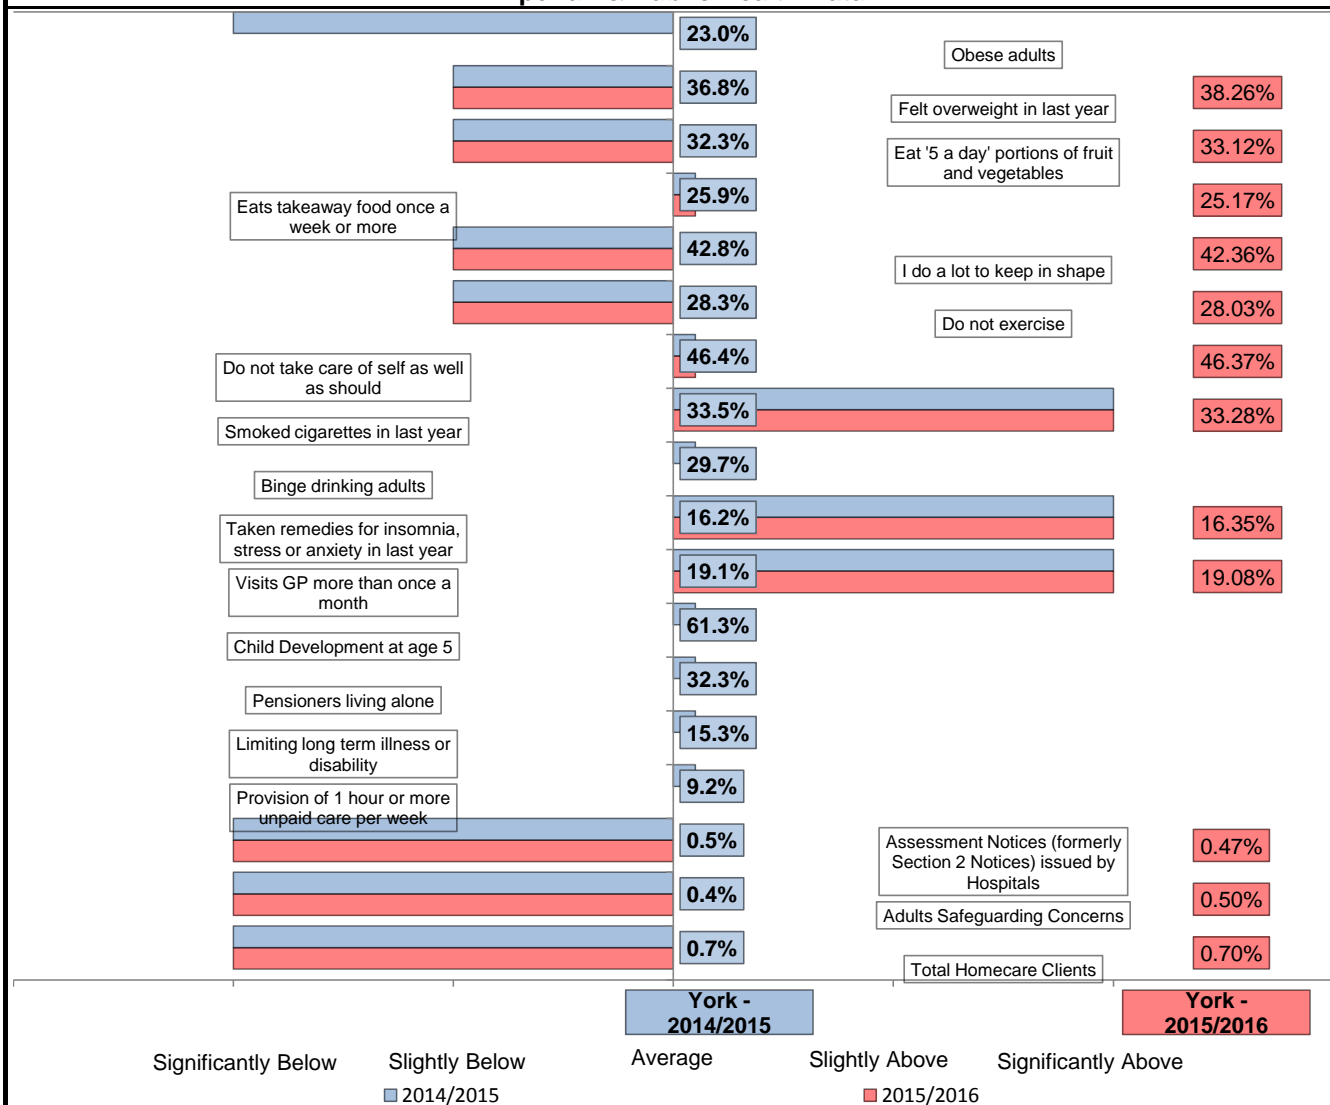 23.0%
Obese adults
36.8%
38.26%
Felt overweight in last year
32.3%
33.12%
Eat '5 a day' portions of fruit
and vegetables
25.9%
25.17%
Eats takeaway food once a
week or more
42.8%
42.36%
I do a lot to keep in shape
28.3%
28.03%
Do not exercise
46.4%
46.37%
Do not take care of self as well
as should
33.5%
33.28%
Smoked cigarettes in last year
29.7%
Binge drinking adults
16.2%
16.35%
Taken remedies for insomnia,
stress or anxiety in last year
19.1%
19.08%
Visits GP more than once a
month
61.3%
Child Development at age 5
32.3%
Pensioners living alone
15.3%
Limiting long term illness or
disability
9.2%
Provision of 1 hour or more
unpaid care per week
0.5%
Assessment Notices (formerly
Section 2 Notices) issued by
Hospitals
0.47%
0.4%
0.50%
Adults Safeguarding Concerns
0.7%
0.70%
Total Homecare Clients
York -
2014/2015
York -
2015/2016
Significantly Below
Slightly Below
Average
Slightly Above
Significantly Above
2014/2015
2015/2016